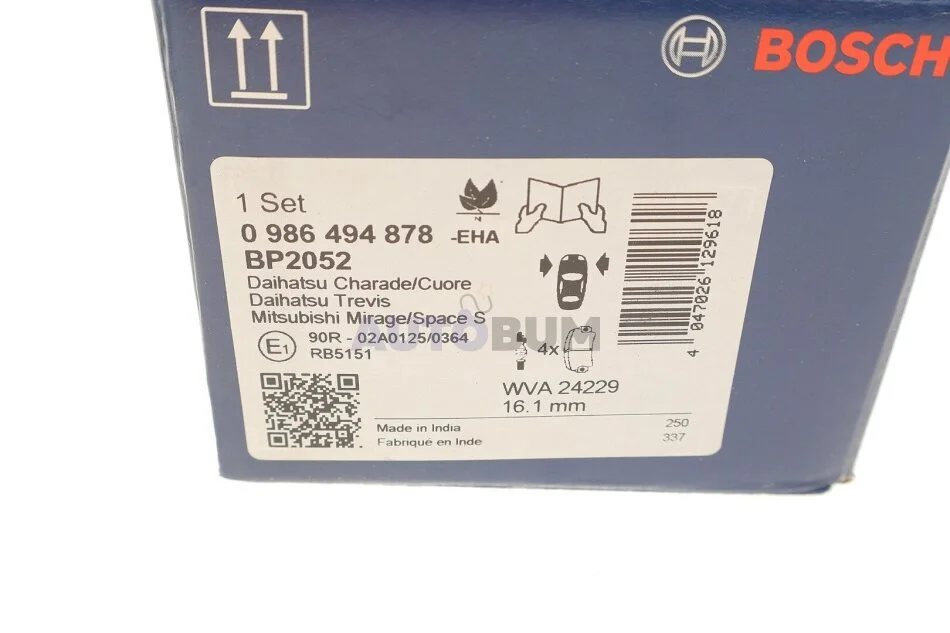 BOSCH
1 Set
0 986 494 878 -EHA
N
BP2052
Daihatsu Charade/Cuore
Daihatsu Trevis
Mitsubishi Mirage/Space S
AUTOBUM
E1 90R - 02A0125/0364
RB5151
4x
WVA 24229
16.1 mm
Made in India
Fabriqué en Inde
250
337
4 047026 129618